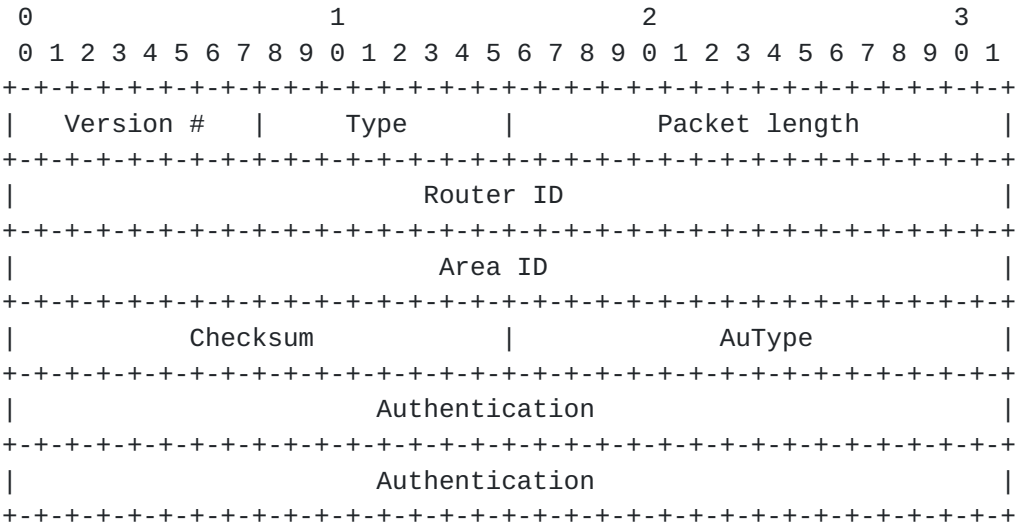 0                   1                   2                   3
 0 1 2 3 4 5 6 7 8 9 0 1 2 3 4 5 6 7 8 9 0 1 2 3 4 5 6 7 8 9 0 1
+-+-+-+-+-+-+-+-+-+-+-+-+-+-+-+-+-+-+-+-+-+-+-+-+-+-+-+-+-+-+-+-+
|   Version #   |     Type      |         Packet length         |
+-+-+-+-+-+-+-+-+-+-+-+-+-+-+-+-+-+-+-+-+-+-+-+-+-+-+-+-+-+-+-+-+
|                          Router ID                            |
+-+-+-+-+-+-+-+-+-+-+-+-+-+-+-+-+-+-+-+-+-+-+-+-+-+-+-+-+-+-+-+-+
|                           Area ID                             |
+-+-+-+-+-+-+-+-+-+-+-+-+-+-+-+-+-+-+-+-+-+-+-+-+-+-+-+-+-+-+-+-+
|           Checksum            |             AuType            |
+-+-+-+-+-+-+-+-+-+-+-+-+-+-+-+-+-+-+-+-+-+-+-+-+-+-+-+-+-+-+-+-+
|                       Authentication                          |
+-+-+-+-+-+-+-+-+-+-+-+-+-+-+-+-+-+-+-+-+-+-+-+-+-+-+-+-+-+-+-+-+
|                       Authentication                          |
+-+-+-+-+-+-+-+-+-+-+-+-+-+-+-+-+-+-+-+-+-+-+-+-+-+-+-+-+-+-+-+-+